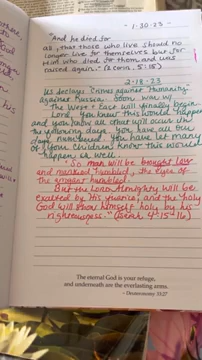 - 1-30-23 -
"And he died for
all, that those who live should no
longer live for themselves but for
Him who died for them and was
raised again." (2 Cor. 5:15)
2-18-23
US declares Crimes against humanity
against Russia. Soon WW III
The West & East will finally begin.
Lord, You knew this would happen
and you know all other will occur in
the following days. You have all our
days numbered. You have let many
of your children know this would
happen as well.
"So man will be brought low
and mankind humbled, the eyes of
the arrogant humbled.
But the Lord Almighty will be
exalted by His justice, and the holy
God will show himself holy by his
righteousness." (Isaiah 5:15-16)
The eternal God is your refuge,
and underneath are the everlasting arms.
- Deuteronomy 33:27